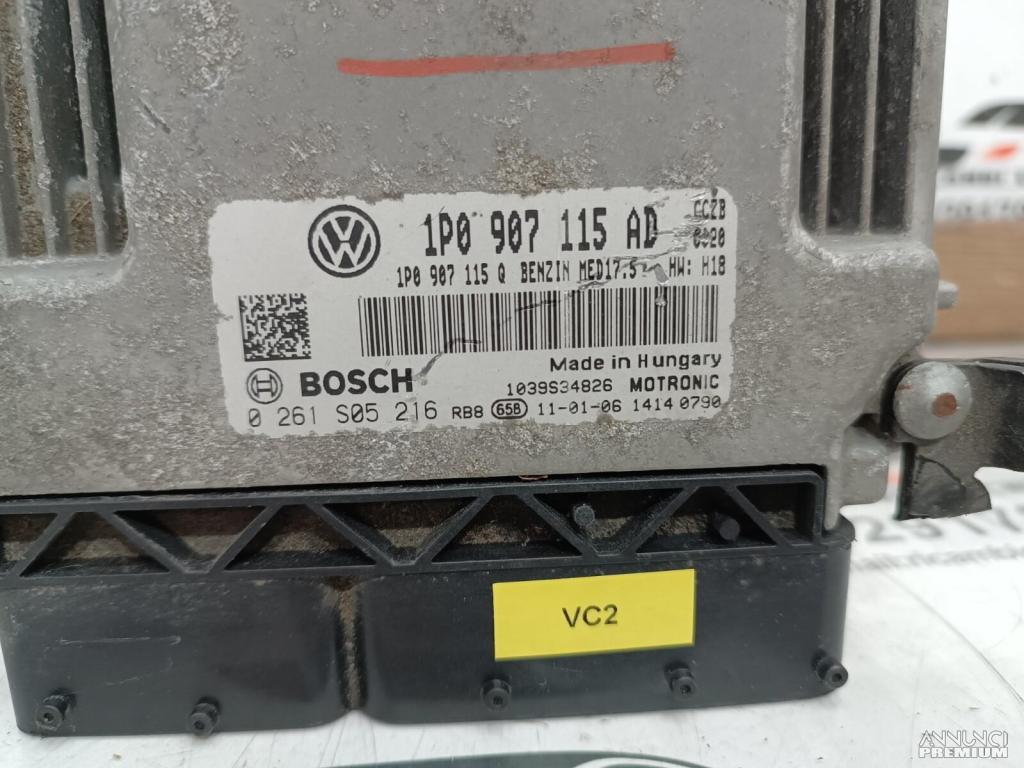 1P0 907 115 AD
CCZB
0020
1P0 907 115 Q BENZIN MED17.5 HW: H18
Made in Hungary
BOSCH
1039S34826 MOTRONIC
0 261 S05 216 RB8 658 11-01-06 1414 0790
VC2
ANNUNCI
PREMIUM